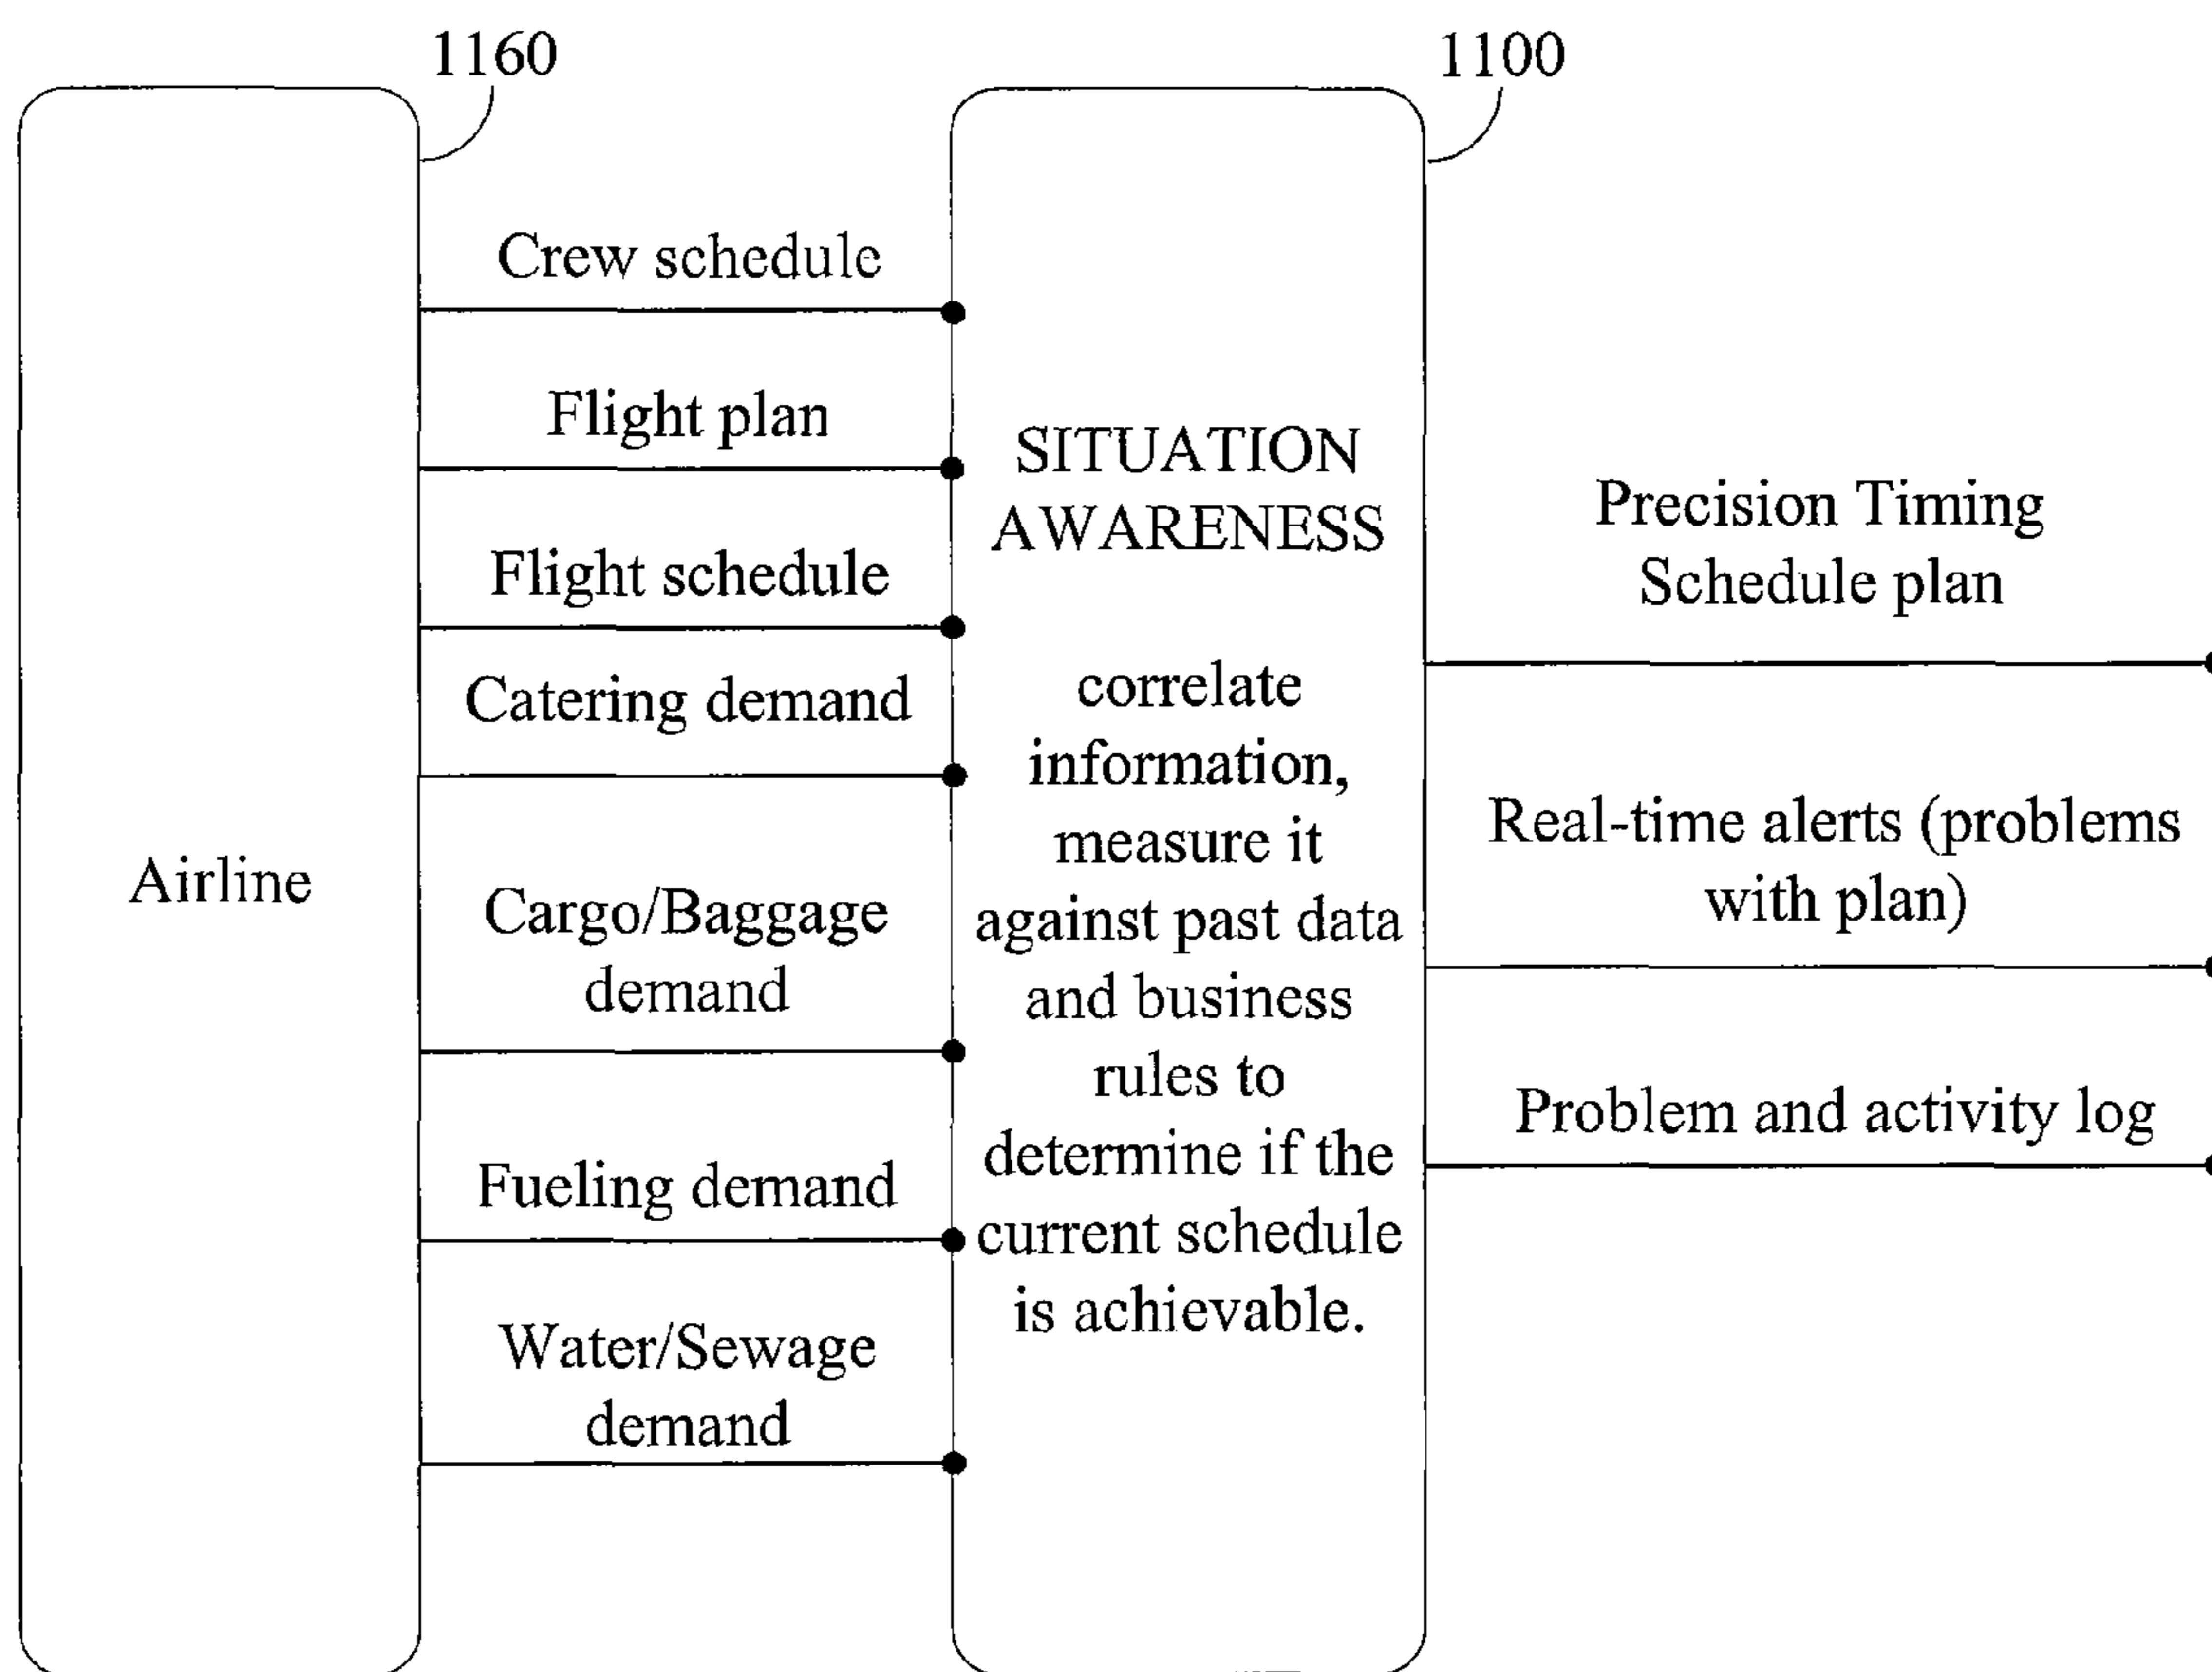 1160
1100
Airline
Crew schedule
Flight plan
Flight schedule
Catering demand
Cargo/Baggage
demand
Fueling demand
Water/Sewage
demand
SITUATION
AWARENESS
correlate
information,
measure it
against past data
and business
rules to
determine if the
current schedule
is achievable.
Precision Timing
Schedule plan
Real-time alerts (problems
with plan)
Problem and activity log